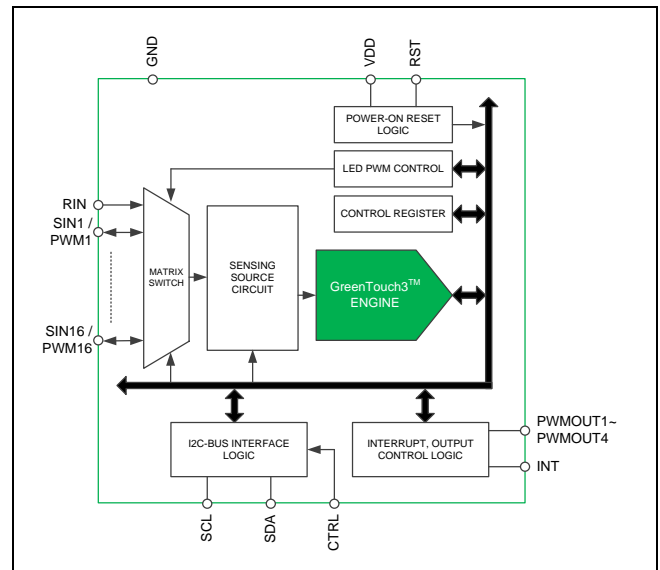 GND
VDD
RST
POWER-ON RESET
LOGIC
LED PWM CONTROL
CONTROL REGISTER
RIN
SIN1 /
PWM1
SIN16 /
PWM16
MATRIX
SWITCH
SENSING
SOURCE
CIRCUIT
GreenTouch3TM
ENGINE
I2C-BUS INTERFACE
LOGIC
INTERRUPT, OUTPUT
CONTROL LOGIC
PWMOUT1~
PWMOUT4
INT
SCL
SDA
CTRL